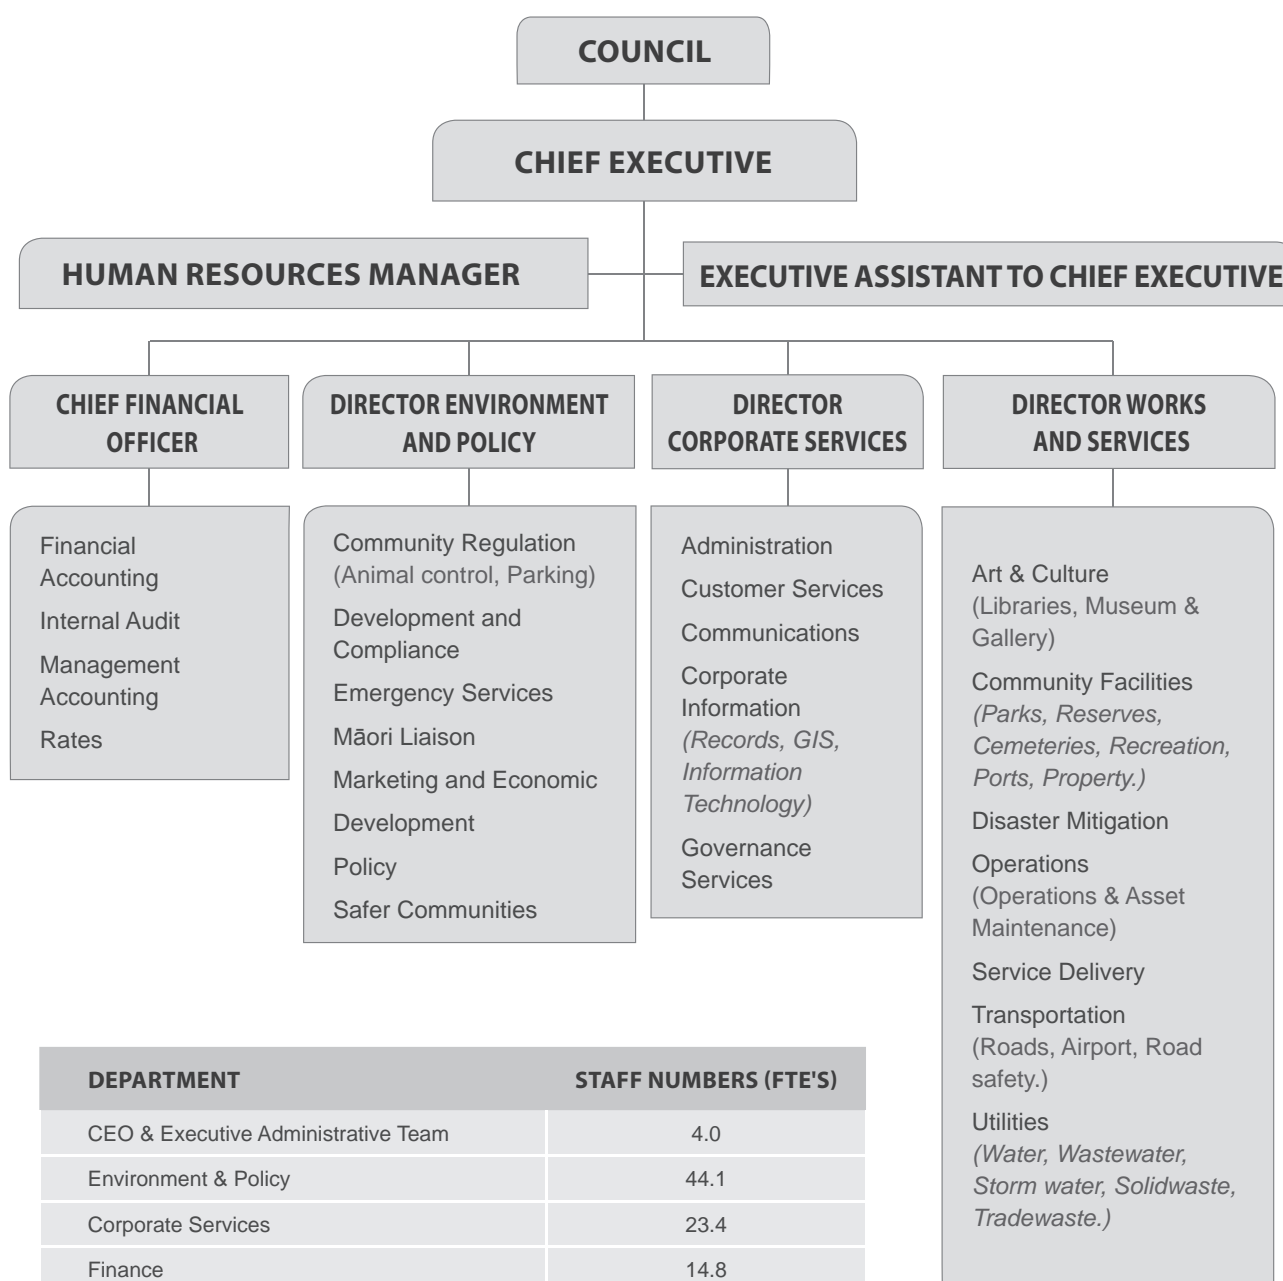 COUNCIL
CHIEF EXECUTIVE
HUMAN RESOURCES MANAGER
EXECUTIVE ASSISTANT TO CHIEF EXECUTIVE
CHIEF FINANCIAL
OFFICER
DIRECTOR ENVIRONMENT
AND POLICY
DIRECTOR
CORPORATE SERVICES
DIRECTOR WORKS
AND SERVICES
Financial
Accounting
Internal Audit
Management
Accounting
Rates
Community Regulation
(Animal control, Parking)
Development and
Compliance
Emergency Services
Māori Liaison
Marketing and Economic
Development
Policy
Safer Communities
Administration
Customer Services
Communications
Corporate
Information
(Records, GIS,
Information
Technology)
Governance
Services
Art & Culture
(Libraries, Museum &
Gallery)
Community Facilities
(Parks, Reserves,
Cemeteries, Recreation,
Ports, Property.)
Disaster Mitigation
Operations
(Operations & Asset
Maintenance)
Service Delivery
Transportation
(Roads, Airport, Road
safety.)
Utilities
(Water, Wastewater,
Storm water, Solidwaste,
Tradewaste.)
DEPARTMENT STAFF NUMBERS (FTE'S)
CEO & Executive Administrative Team 4.0
Environment & Policy 44.1
Corporate Services 23.4
Finance 14.8